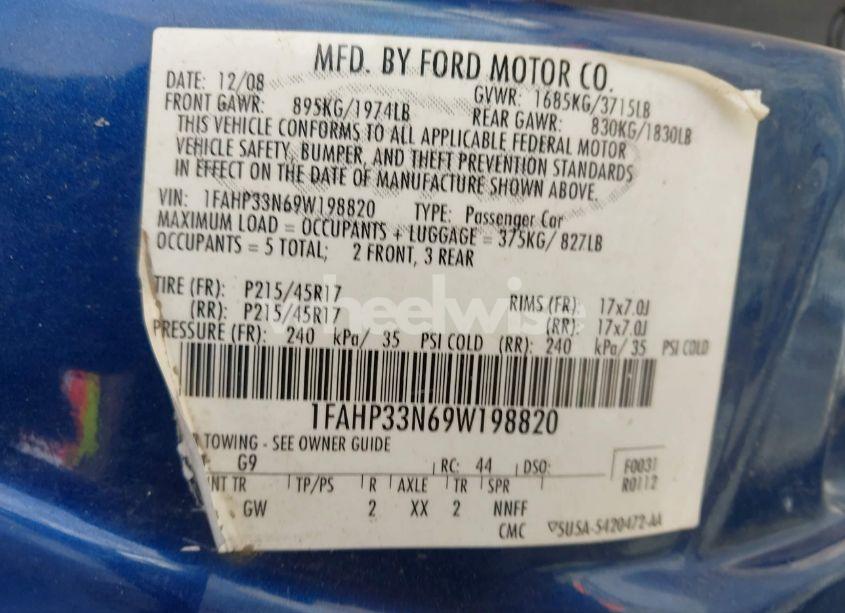 MFD. BY FORD MOTOR CO.
DATE: 12/08 GVWR: 1685KG/3715LB
FRONT GAWR: 895KG/1974LB REAR GAWR: 830KG/1830LB
THIS VEHICLE CONFORMS TO ALL APPLICABLE FEDERAL MOTOR
VEHICLE SAFETY, BUMPER, AND THEFT PREVENTION STANDARDS
IN EFFECT ON THE DATE OF MANUFACTURE SHOWN ABOVE.
VIN: 1FAHP33N69W198820 TYPE: Passenger Car
MAXIMUM LOAD = OCCUPANTS + LUGGAGE = 375KG/ 827LB
OCCUPANTS = 5 TOTAL; 2 FRONT, 3 REAR
TIRE (FR): P215/45R17 RIMS (FR): 17x7.0J
(RR): P215/45R17 (RR): 17x7.0J
PRESSURE (FR): 240 kPa/ 35 PSI COLD (RR): 240 kPa/ 35 PSI COLD
wheelwise
1FAHP33N69W198820
TOWING - SEE OWNER GUIDE
G9 RC: 44 DSO: F0031
NT TR TP/PS R AXLE TR SPR R0112
GW 2 XX 2 NNFF
CMC ▽5U5A-5420472-AA